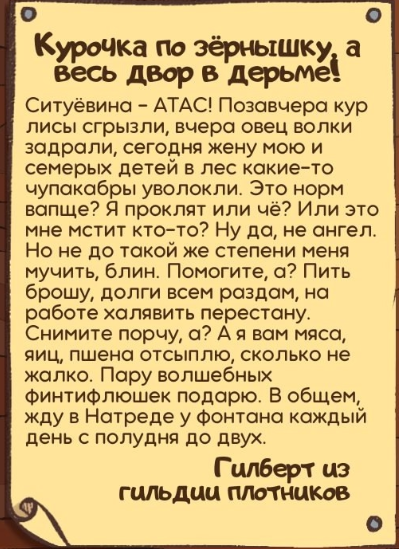 Курочка по зёрнышку, а
весь двор в дерьме!
Ситуёвина - АТАС! Позавчера кур
лисы сгрызли, вчера овец волки
задрали, сегодня жену мою и
семерых детей в лес какие-то
чупакабры уволокли. Это норм
вапще? Я проклят или чё? Или это
мне мстит кто-то? Ну да, не ангел.
Но не до такой же степени меня
мучить, блин. Помогите, а? Пить
брошу, долги всем раздам, на
работе халявить перестану.
Снимите порчу, а? А я вам мяса,
яиц, пшена отсыплю, сколько не
жалко. Пару волшебных
финтифлюшек подарю. В общем,
жду в Натреде у фонтана каждый
день с полудня до двух.
Гилберт из
гильдии плотников